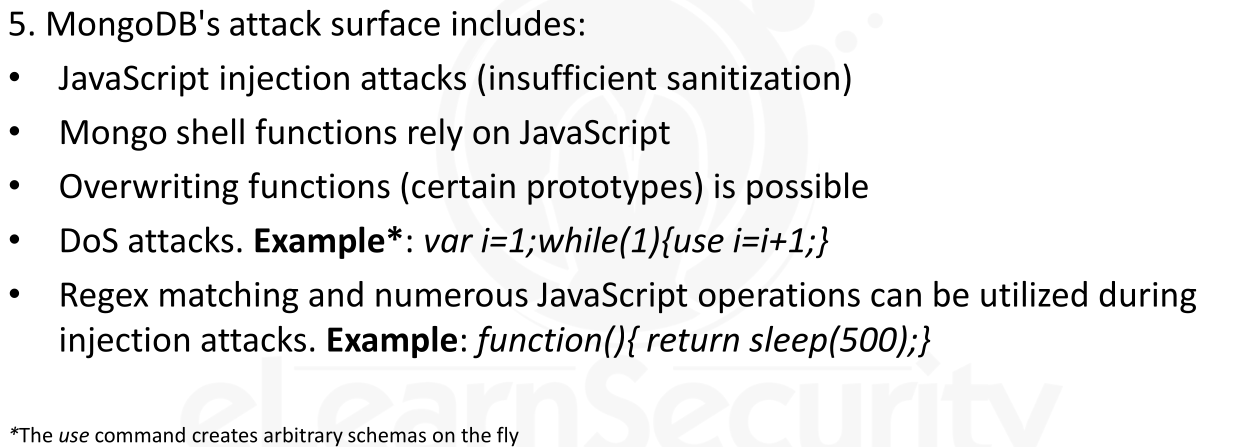 5. MongoDB's attack surface includes:
• JavaScript injection attacks (insufficient sanitization)
• Mongo shell functions rely on JavaScript
• Overwriting functions (certain prototypes) is possible
• DoS attacks. Example*: var i=1;while(1){use i=i+1;}
• Regex matching and numerous JavaScript operations can be utilized during
injection attacks. Example: function(){ return sleep(500);}
eLearnSecurity
*The use command creates arbitrary schemas on the fly